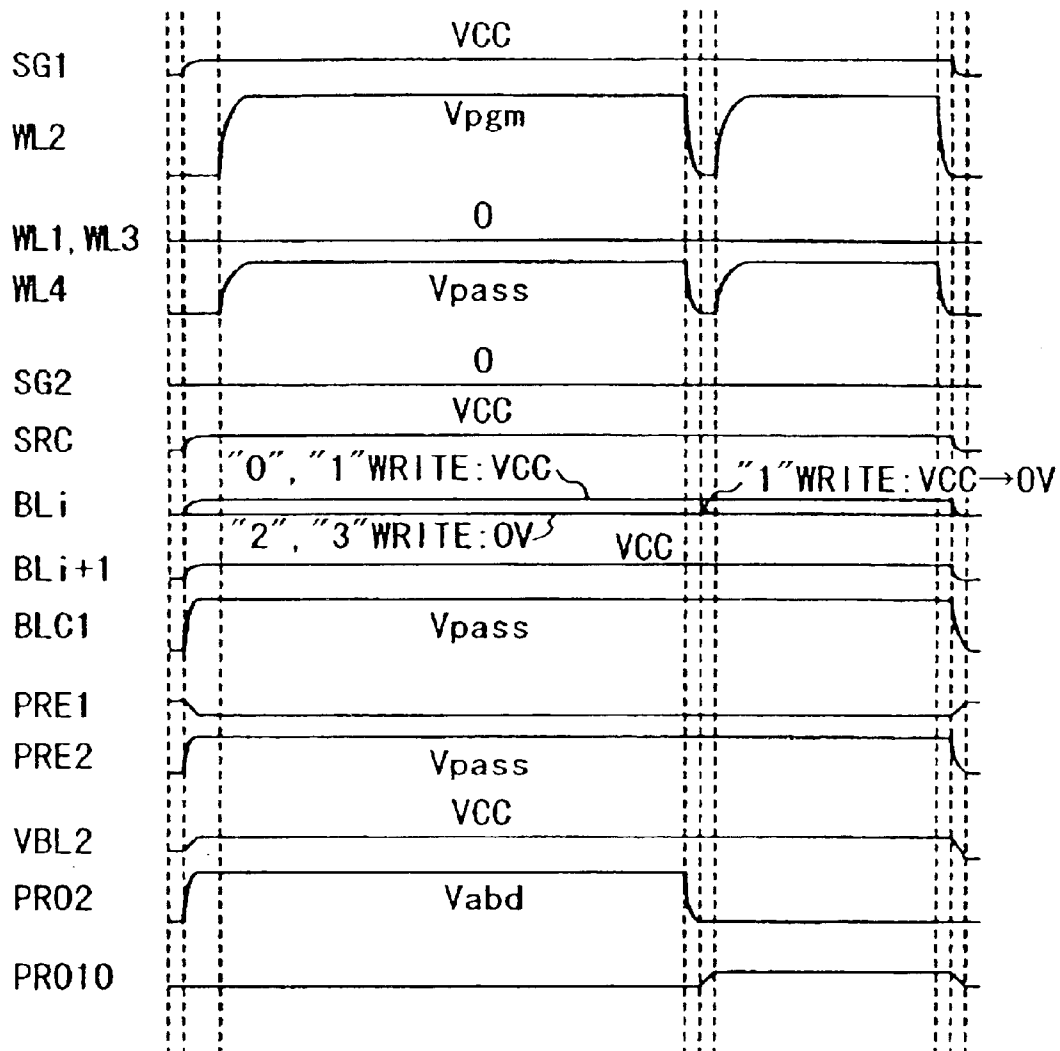 VCC
SG1
Vpgm
WL2
0
WL1, WL3
WL4
Vpass
0
SG2
VCC
SRC
"0", "1"WRITE:VCC
"1"WRITE:VCC→0V
BLi
"2", "3"WRITE:0V
VCC
BLi+1
BLC1
Vpass
PRE1
PRE2
Vpass
VCC
VBL2
PRO2
Vabd
PRO10